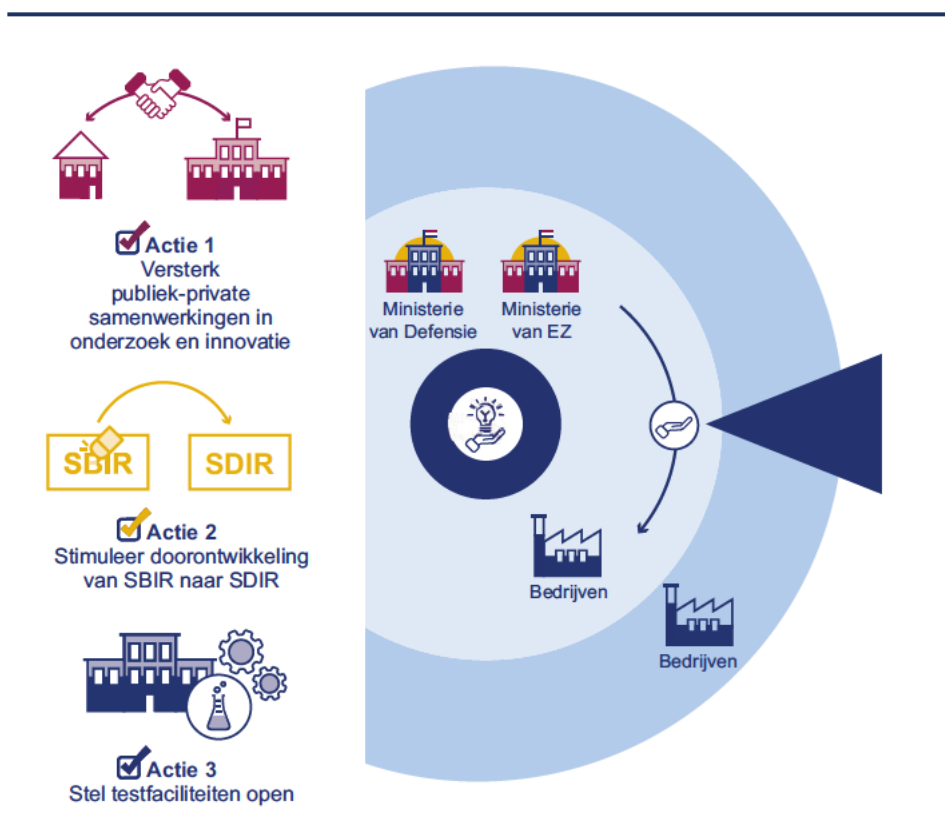 Actie 1
Versterk
publiek-private
samenwerkingen in
onderzoek en innovatie
SBIR
SDIR
Actie 2
Stimuleer doorontwikkeling
van SBIR naar SDIR
Actie 3
Stel testfaciliteiten open
Ministerie
van Defensie
Ministerie
van EZ
Bedrijven
Bedrijven